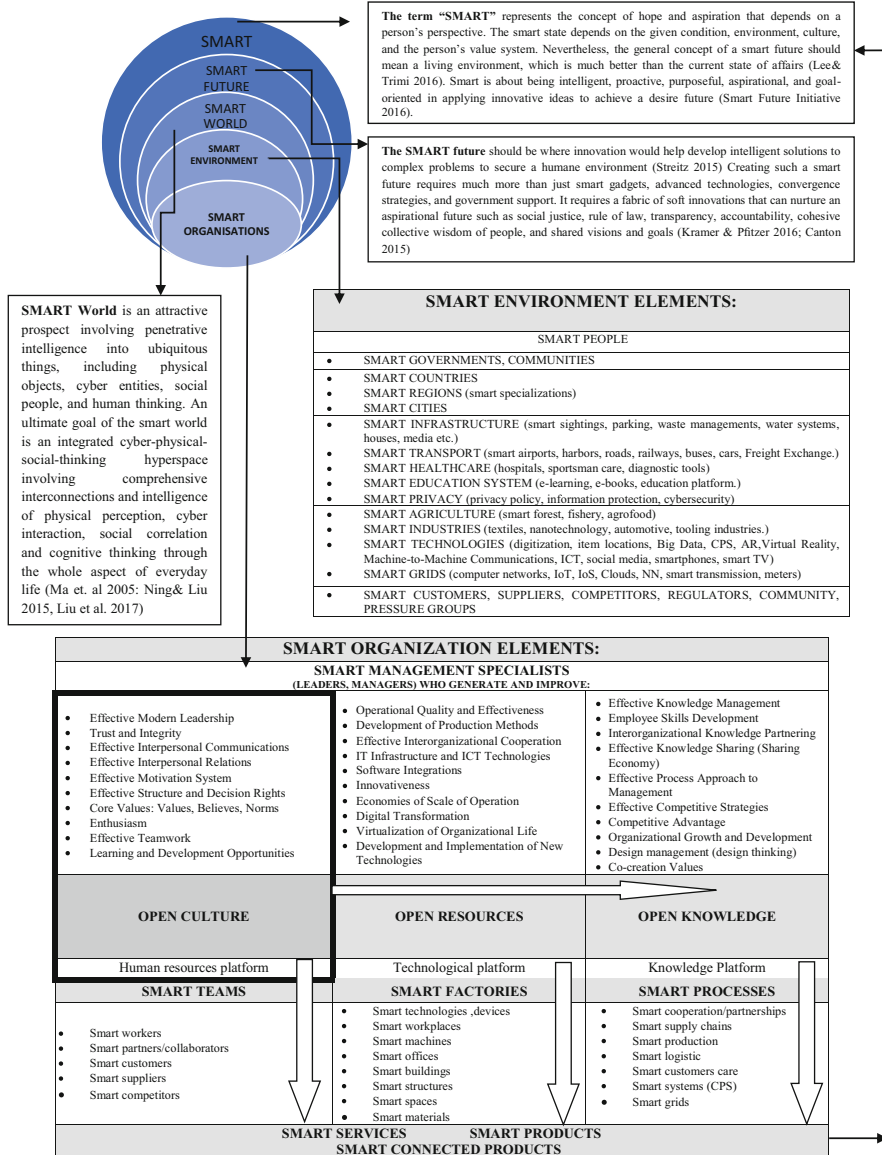 SMART
SMART
FUTURE
SMART
WORLD
SMART
ENVIRONMENT
SMART
ORGANISATIONS
The term “SMART” represents the concept of hope and aspiration that depends on a
person’s perspective. The smart state depends on the given condition, environment, culture,
and the person’s value system. Nevertheless, the general concept of a smart future should
mean a living environment, which is much better than the current state of affairs (Lee&
Trimi 2016). Smart is about being intelligent, proactive, purposeful, aspirational, and goal-
oriented in applying innovative ideas to achieve a desire future (Smart Future Initiative
2016).
The SMART future should be where innovation would help develop intelligent solutions to
complex problems to secure a humane environment (Streitz 2015) Creating such a smart
future requires much more than just smart gadgets, advanced technologies, convergence
strategies, and government support. It requires a fabric of soft innovations that can nurture an
aspirational future such as social justice, rule of law, transparency, accountability, cohesive
collective wisdom of people, and shared visions and goals (Kramer & Pfitzer 2016; Canton
2015)
SMART World is an attractive
prospect involving penetrative
intelligence into ubiquitous
things, including physical
objects, cyber entities, social
people, and human thinking. An
ultimate goal of the smart world
is an integrated cyber-physical-
social-thinking hyperspace
involving comprehensive
interconnections and intelligence
of physical perception, cyber
interaction, social correlation
and cognitive thinking through
the whole aspect of everyday
life (Ma et. al 2005: Ning& Liu
2015, Liu et al. 2017)
SMART ENVIRONMENT ELEMENTS:
SMART PEOPLE
• SMART GOVERNMENTS, COMMUNITIES
• SMART COUNTRIES
• SMART REGIONS (smart specializations)
• SMART CITIES
• SMART INFRASTRUCTURE (smart sightings, parking, waste managements, water systems,
houses, media etc.)
• SMART TRANSPORT (smart airports, harbors, roads, railways, buses, cars, Freight Exchange.)
• SMART HEALTHCARE (hospitals, sportsman care, diagnostic tools)
• SMART EDUCATION SYSTEM (e-learning, e-books, education platform.)
• SMART PRIVACY (privacy policy, information protection, cybersecurity)
• SMART AGRICULTURE (smart forest, fishery, agrofood)
• SMART INDUSTRIES (textiles, nanotechnology, automotive, tooling industries.)
• SMART TECHNOLOGIES (digitization, item locations, Big Data, CPS, AR,Virtual Reality,
Machine-to-Machine Communications, ICT, social media, smartphones, smart TV)
• SMART GRIDS (computer networks, IoT, IoS, Clouds, NN, smart transmission, meters)
• SMART CUSTOMERS, SUPPLIERS, COMPETITORS, REGULATORS, COMMUNITY,
PRESSURE GROUPS
SMART ORGANIZATION ELEMENTS:
SMART MANAGEMENT SPECIALISTS
(LEADERS, MANAGERS) WHO GENERATE AND IMPROVE:
• Effective Modern Leadership
• Trust and Integrity
• Effective Interpersonal Communications
• Effective Interpersonal Relations
• Effective Motivation System
• Effective Structure and Decision Rights
• Core Values: Values, Believes, Norms
• Enthusiasm
• Effective Teamwork
• Learning and Development Opportunities
• Operational Quality and Effectiveness
• Development of Production Methods
• Effective Interorganizational Cooperation
• IT Infrastructure and ICT Technologies
• Software Integrations
• Innovativeness
• Economies of Scale of Operation
• Digital Transformation
• Virtualization of Organizational Life
• Development and Implementation of New
Technologies
• Effective Knowledge Management
• Employee Skills Development
• Interorganizational Knowledge Partnering
• Effective Knowledge Sharing (Sharing
Economy)
• Effective Process Approach to
Management
• Effective Competitive Strategies
• Competitive Advantage
• Organizational Growth and Development
• Design management (design thinking)
• Co-creation Values
OPEN CULTURE
OPEN RESOURCES
OPEN KNOWLEDGE
Human resources platform
Technological platform
Knowledge Platform
SMART TEAMS
SMART FACTORIES
SMART PROCESSES
• Smart workers
• Smart partners/collaborators
• Smart customers
• Smart suppliers
• Smart competitors
• Smart technologies ,devices
• Smart workplaces
• Smart machines
• Smart offices
• Smart buildings
• Smart structures
• Smart spaces
• Smart materials
• Smart cooperation/partnerships
• Smart supply chains
• Smart production
• Smart logistic
• Smart customers care
• Smart systems (CPS)
• Smart grids
SMART SERVICES SMART PRODUCTS
SMART CONNECTED PRODUCTS